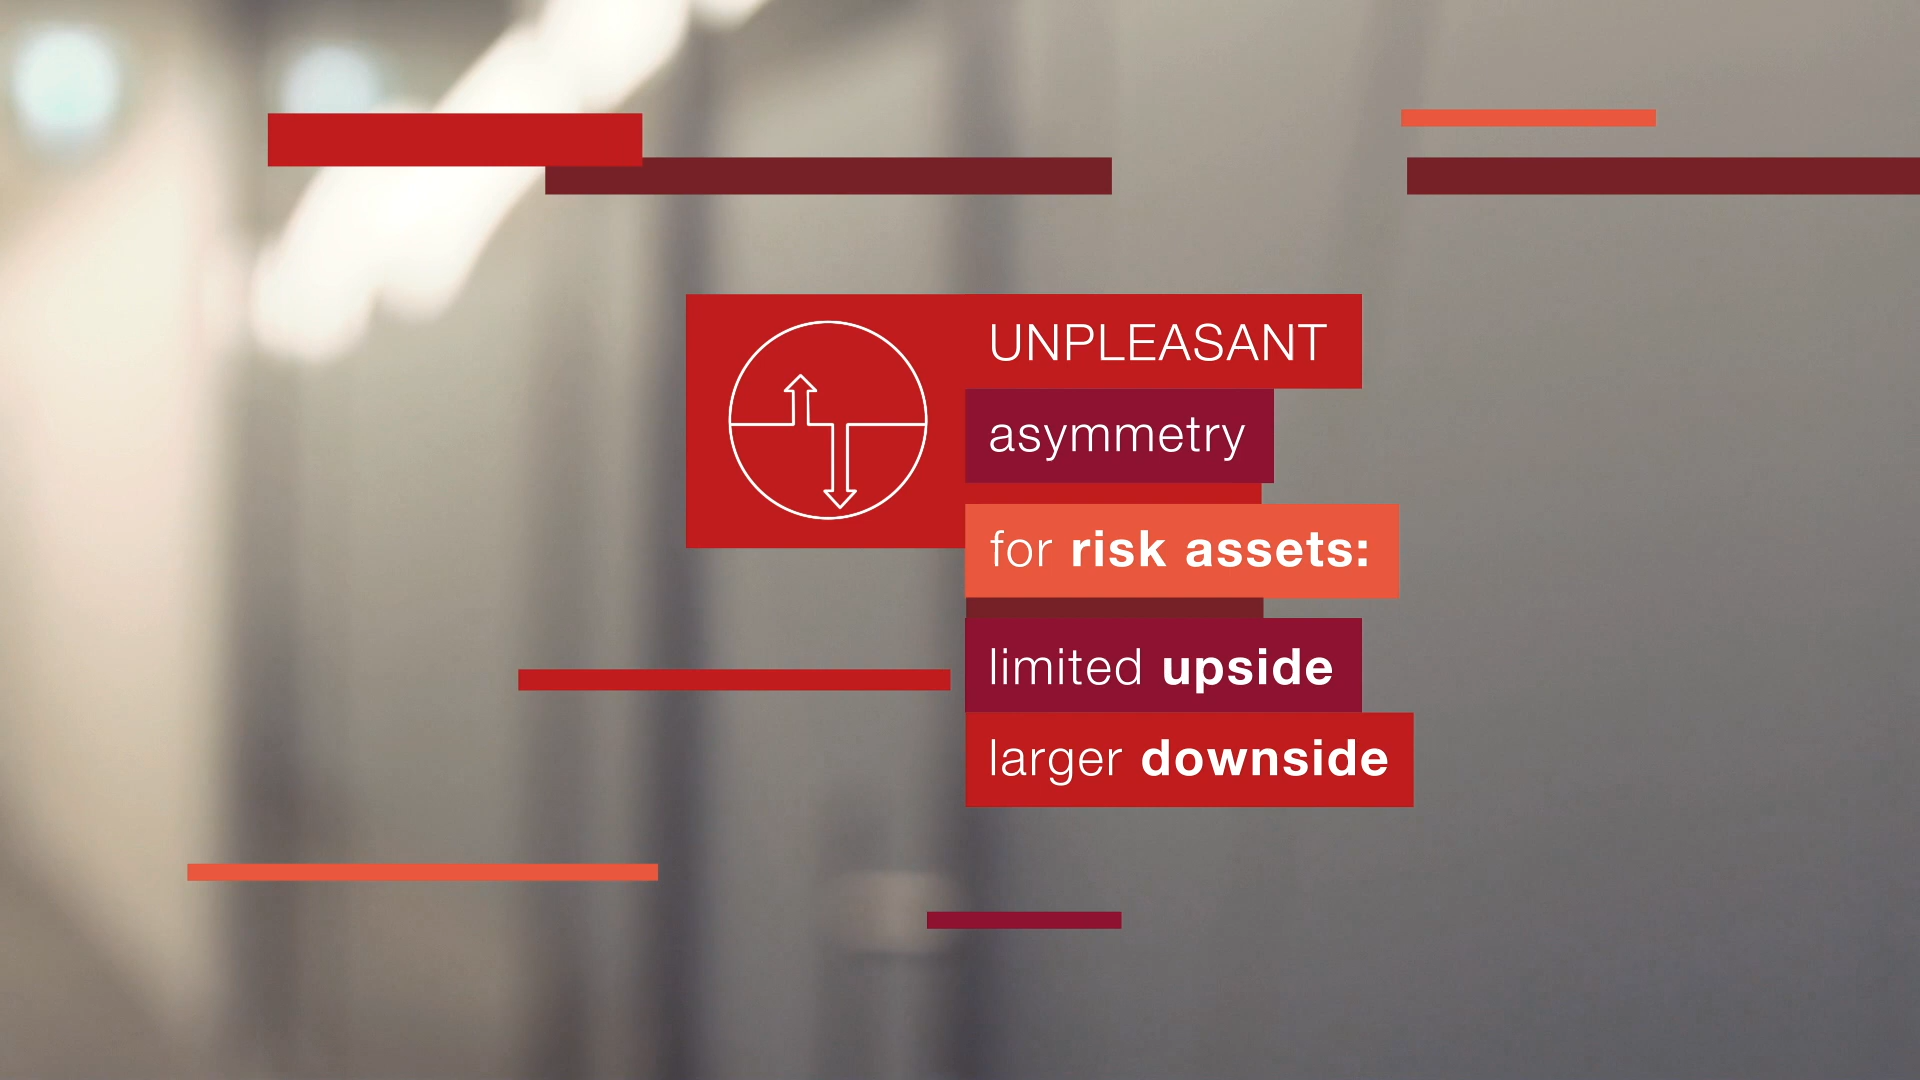 UNPLEASANT
asymmetry
for risk assets:
limited upside
larger downside